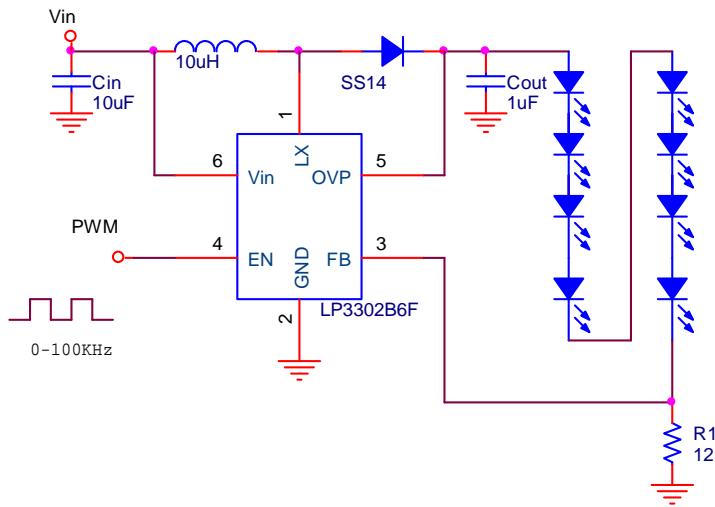 Vin
10uH
SS14
Cin
10uF
Cout
1uF
1
LX
6
Vin
OVP
5
PWM
4
EN
GND
FB
3
2
LP3302B6F
0-100KHz
R1
12